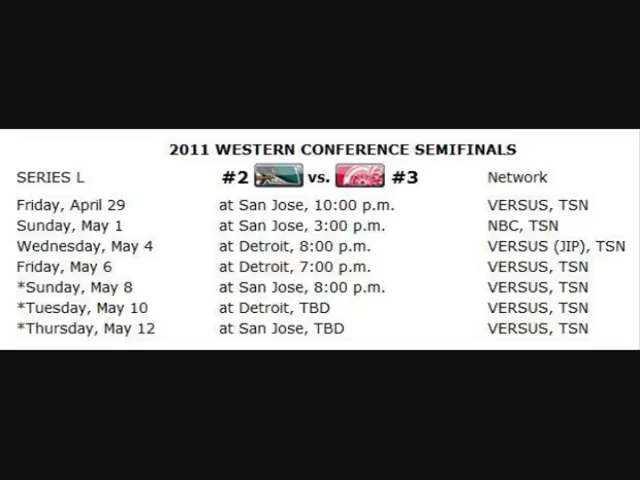 2011 WESTERN CONFERENCE SEMIFINALS
SERIES L #2 vs. #3 Network
Friday, April 29 at San Jose, 10:00 p.m. VERSUS, TSN
Sunday, May 1 at San Jose, 3:00 p.m. NBC, TSN
Wednesday, May 4 at Detroit, 8:00 p.m. VERSUS (JIP), TSN
Friday, May 6 at Detroit, 7:00 p.m. VERSUS, TSN
*Sunday, May 8 at San Jose, 8:00 p.m. VERSUS, TSN
*Tuesday, May 10 at Detroit, TBD VERSUS, TSN
*Thursday, May 12 at San Jose, TBD VERSUS, TSN